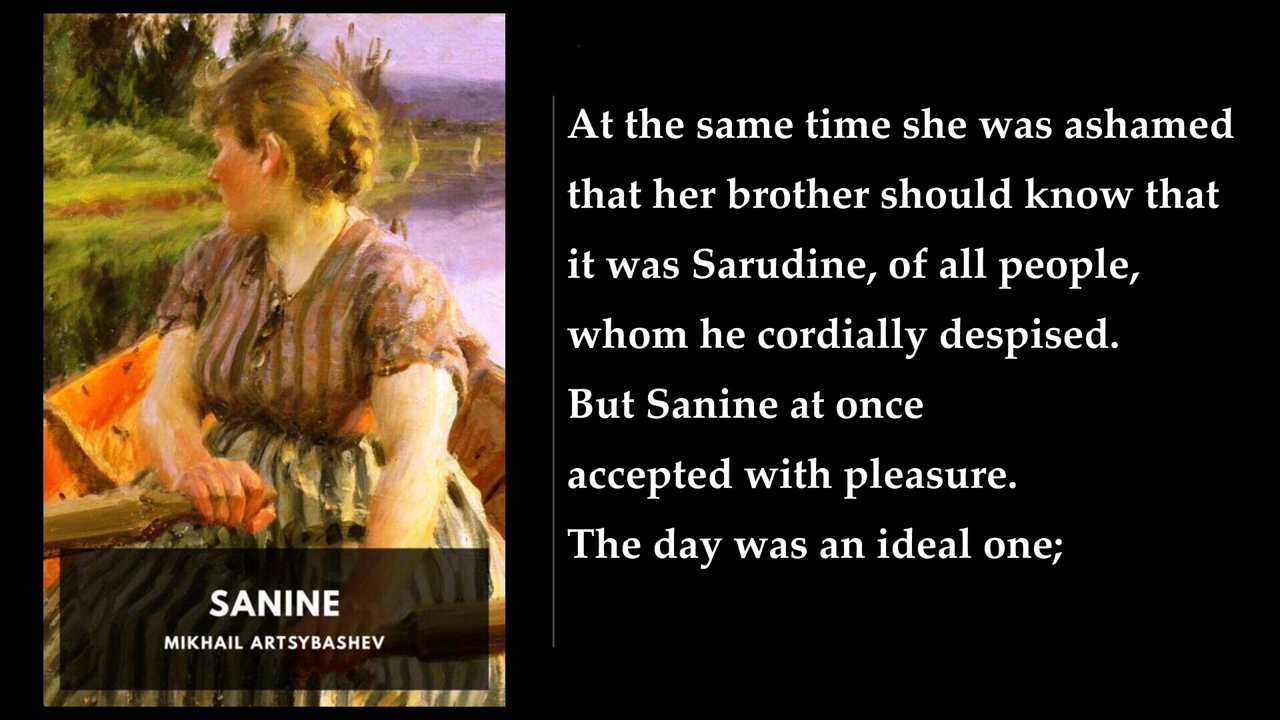 At the same time she was ashamed
that her brother should know that
it was Sarudine, of all people,
whom he cordially despised.
But Sanine at once
accepted with pleasure.
The day was an ideal one;
SANINE
MIKHAIL ARTSYBASHEV